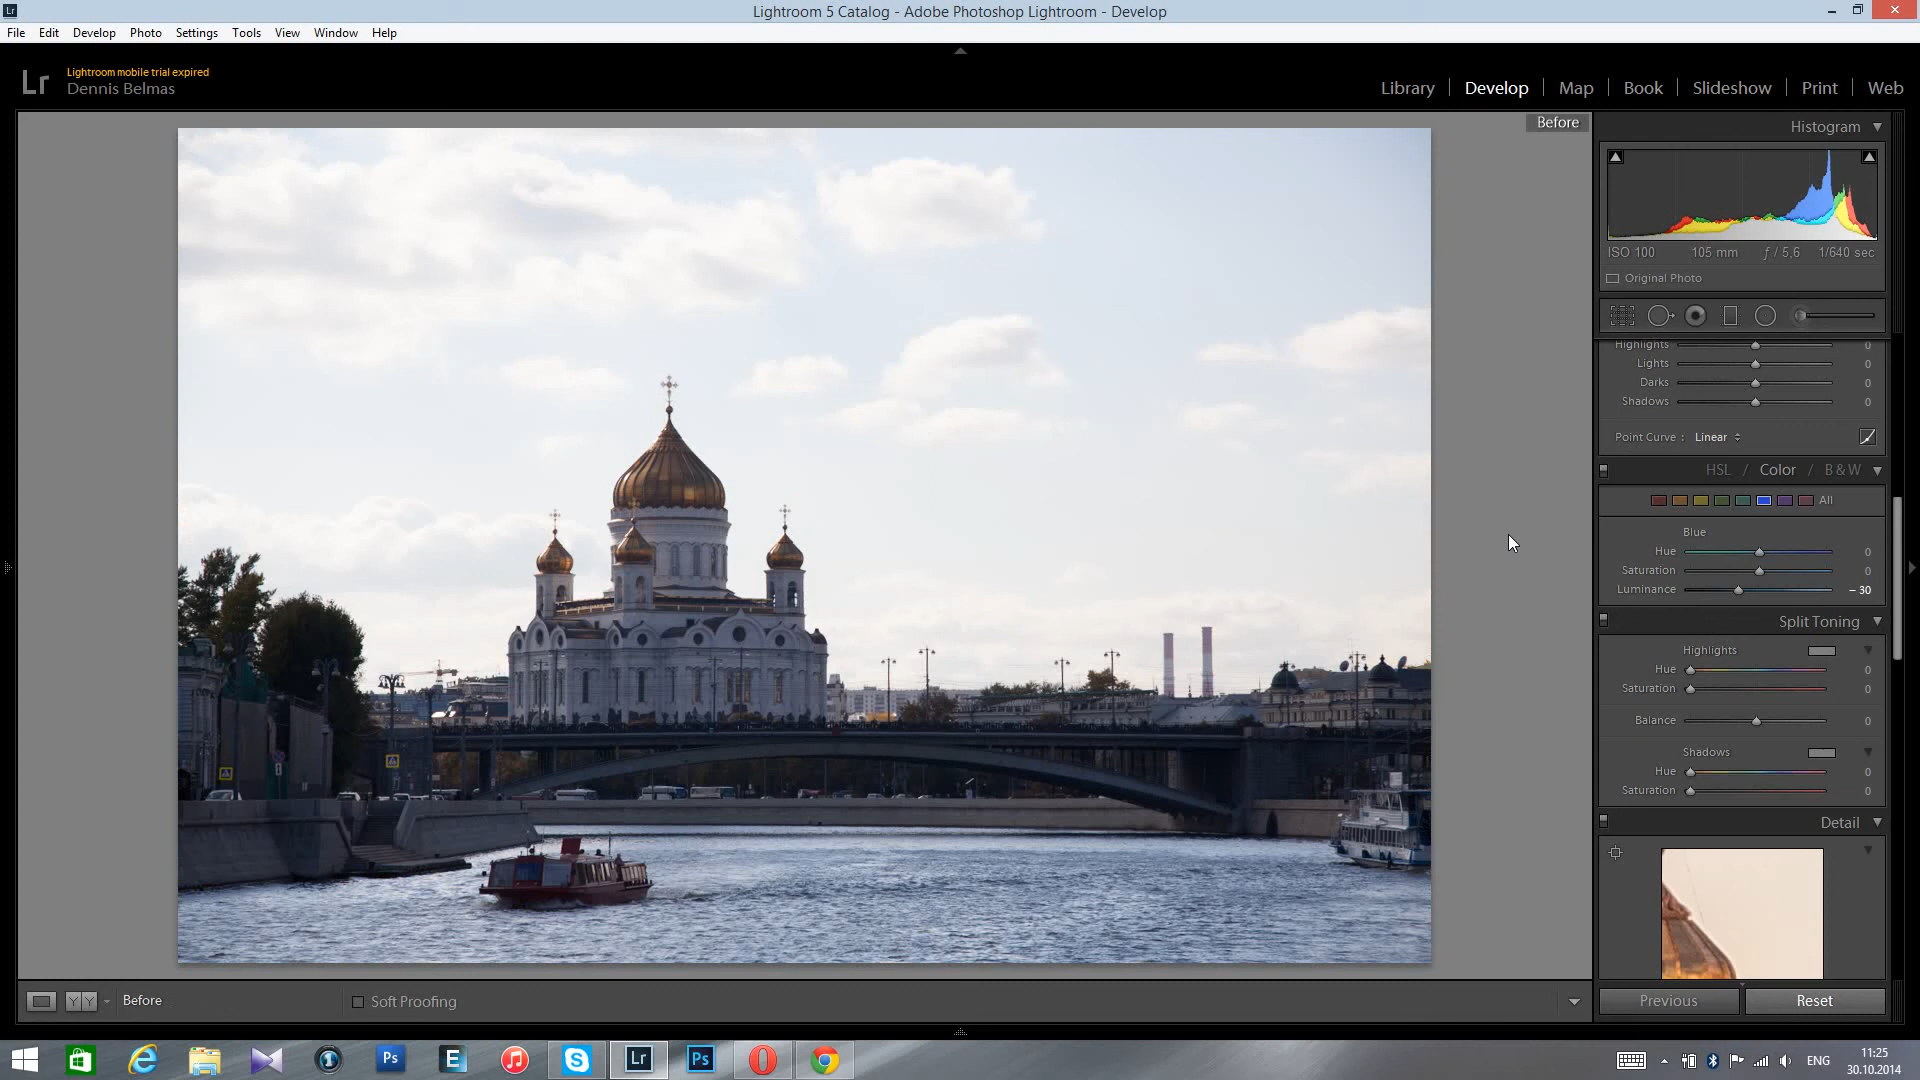 Lr Lightroom 5 Catalog - Adobe Photoshop Lightroom - Develop
File Edit Develop Photo Settings Tools View Window Help
Lr Lightroom mobile trial expired
Dennis Belmas
Library | Develop | Map | Book | Slideshow | Print | Web
Before
Histogram
ISO 100 105 mm ƒ / 5,6 1/640 sec
Original Photo
Highlights 0
Lights 0
Darks 0
Shadows 0
Point Curve : Linear
HSL / Color / B & W
All
Blue
Hue 0
Saturation 0
Luminance – 30
Split Toning
Highlights
Hue 0
Saturation 0
Balance 0
Shadows
Hue 0
Saturation 0
Detail
Y Y Before Soft Proofing
Previous Reset
Ps E Lr Ps
ENG 11:25
30.10.2014